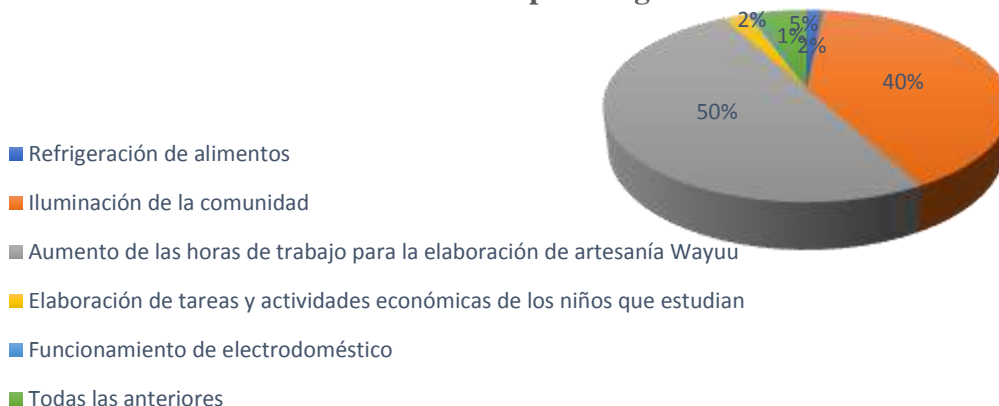 2%
5%
1%
2%
40%
50%
Refrigeración de alimentos
Iluminación de la comunidad
Aumento de las horas de trabajo para la elaboración de artesanía Wayuu
Elaboración de tareas y actividades económicas de los niños que estudian
Funcionamiento de electrodoméstico
Todas las anteriores